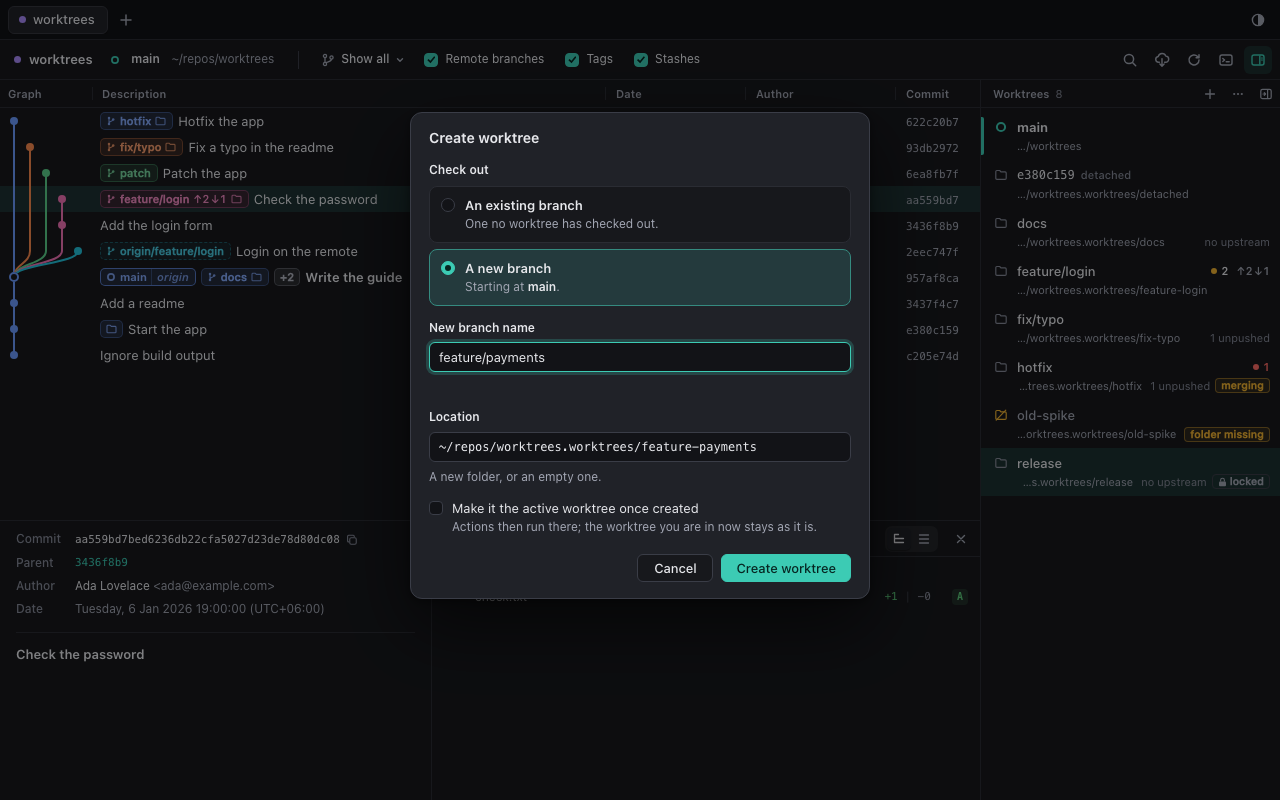 worktrees
worktrees main ~/repos/worktrees Show all Remote branches Tags Stashes
Graph Description Date Author Commit Worktrees 8
hotfix Hotfix the app 622c20b7
fix/typo Fix a typo in the readme 93db2972
patch Patch the app 6ea8fb7f
feature/login ↑2↓1 Check the password aa559bd7
Add the login form 3436f8b9
origin/feature/login Login on the remote 2eec747f
main origin docs +2 Write the guide 957af8ca
Add a readme 3437f4c7
Start the app e380c159
Ignore build output c205e74d
main
.../worktrees
e380c159 detached
.../worktrees.worktrees/detached
docs
.../worktrees.worktrees/docs no upstream
feature/login 2 ↑2↓1
.../worktrees.worktrees/feature-login
fix/typo
.../worktrees.worktrees/fix-typo 1 unpushed
hotfix 1
...trees.worktrees/hotfix 1 unpushed merging
old-spike
...orktrees.worktrees/old-spike folder missing
release
...s.worktrees/release no upstream locked
Create worktree
Check out
An existing branch
One no worktree has checked out.
A new branch
Starting at main.
New branch name
feature/payments
Location
~/repos/worktrees.worktrees/feature-payments
A new folder, or an empty one.
Make it the active worktree once created
Actions then run there; the worktree you are in now stays as it is.
Cancel Create worktree
Commit aa559bd7bed6236db22cfa5027d23de78d80dc08
Parent 3436f8b9
Author Ada Lovelace <ada@example.com>
Date Tuesday, 6 Jan 2026 19:00:00 (UTC+06:00)
Check the password
+1 −0 A